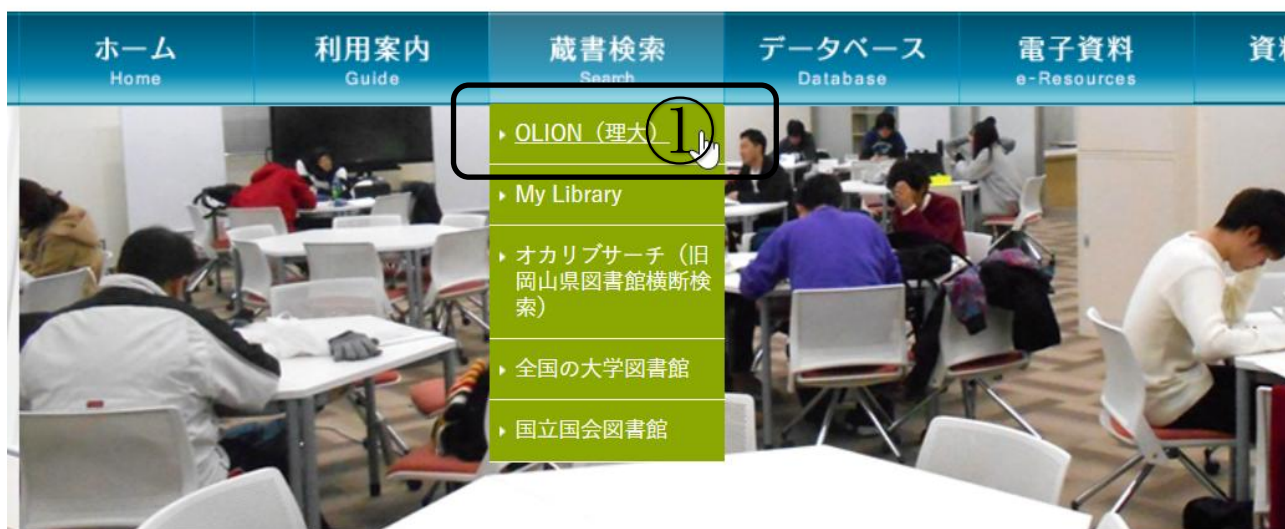 ホーム 利用案内 蔵書検索 データベース 電子資料
Home Guide Search Database e-Resources
OLION（理大） ①
My Library
オカリブサーチ（旧
岡山県図書館横断検
索）
全国の大学図書館
国立国会図書館